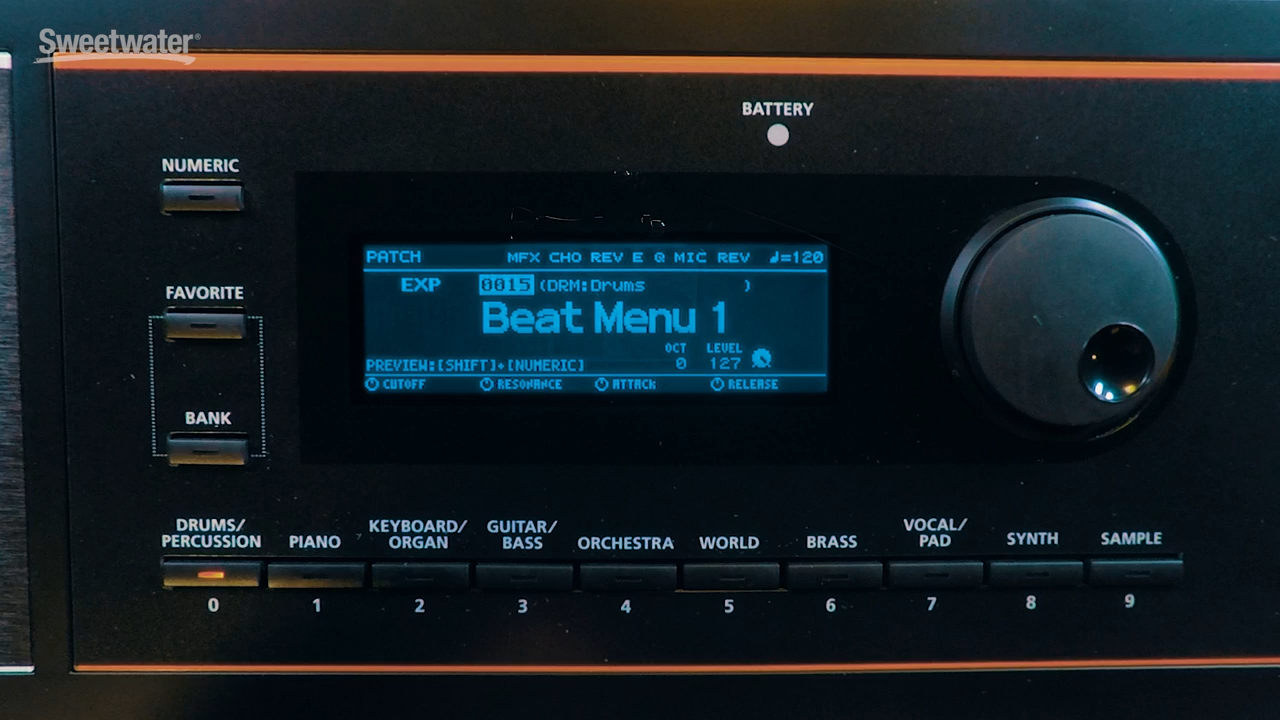 Sweetwater®
BATTERY
NUMERIC
FAVORITE
BANK
PATCH MFX CHO REV E Q MIC REV ♩=120
EXP 0015 (DRM:Drums )
Beat Menu 1
OCT LEVEL
PREVIEW:[SHIFT]+[NUMERIC] 0 127
CUTOFF RESONANCE ATTACK RELEASE
DRUMS/
PERCUSSION
PIANO
KEYBOARD/
ORGAN
GUITAR/
BASS
ORCHESTRA
WORLD
BRASS
VOCAL/
PAD
SYNTH
SAMPLE
0 1 2 3 4 5 6 7 8 9